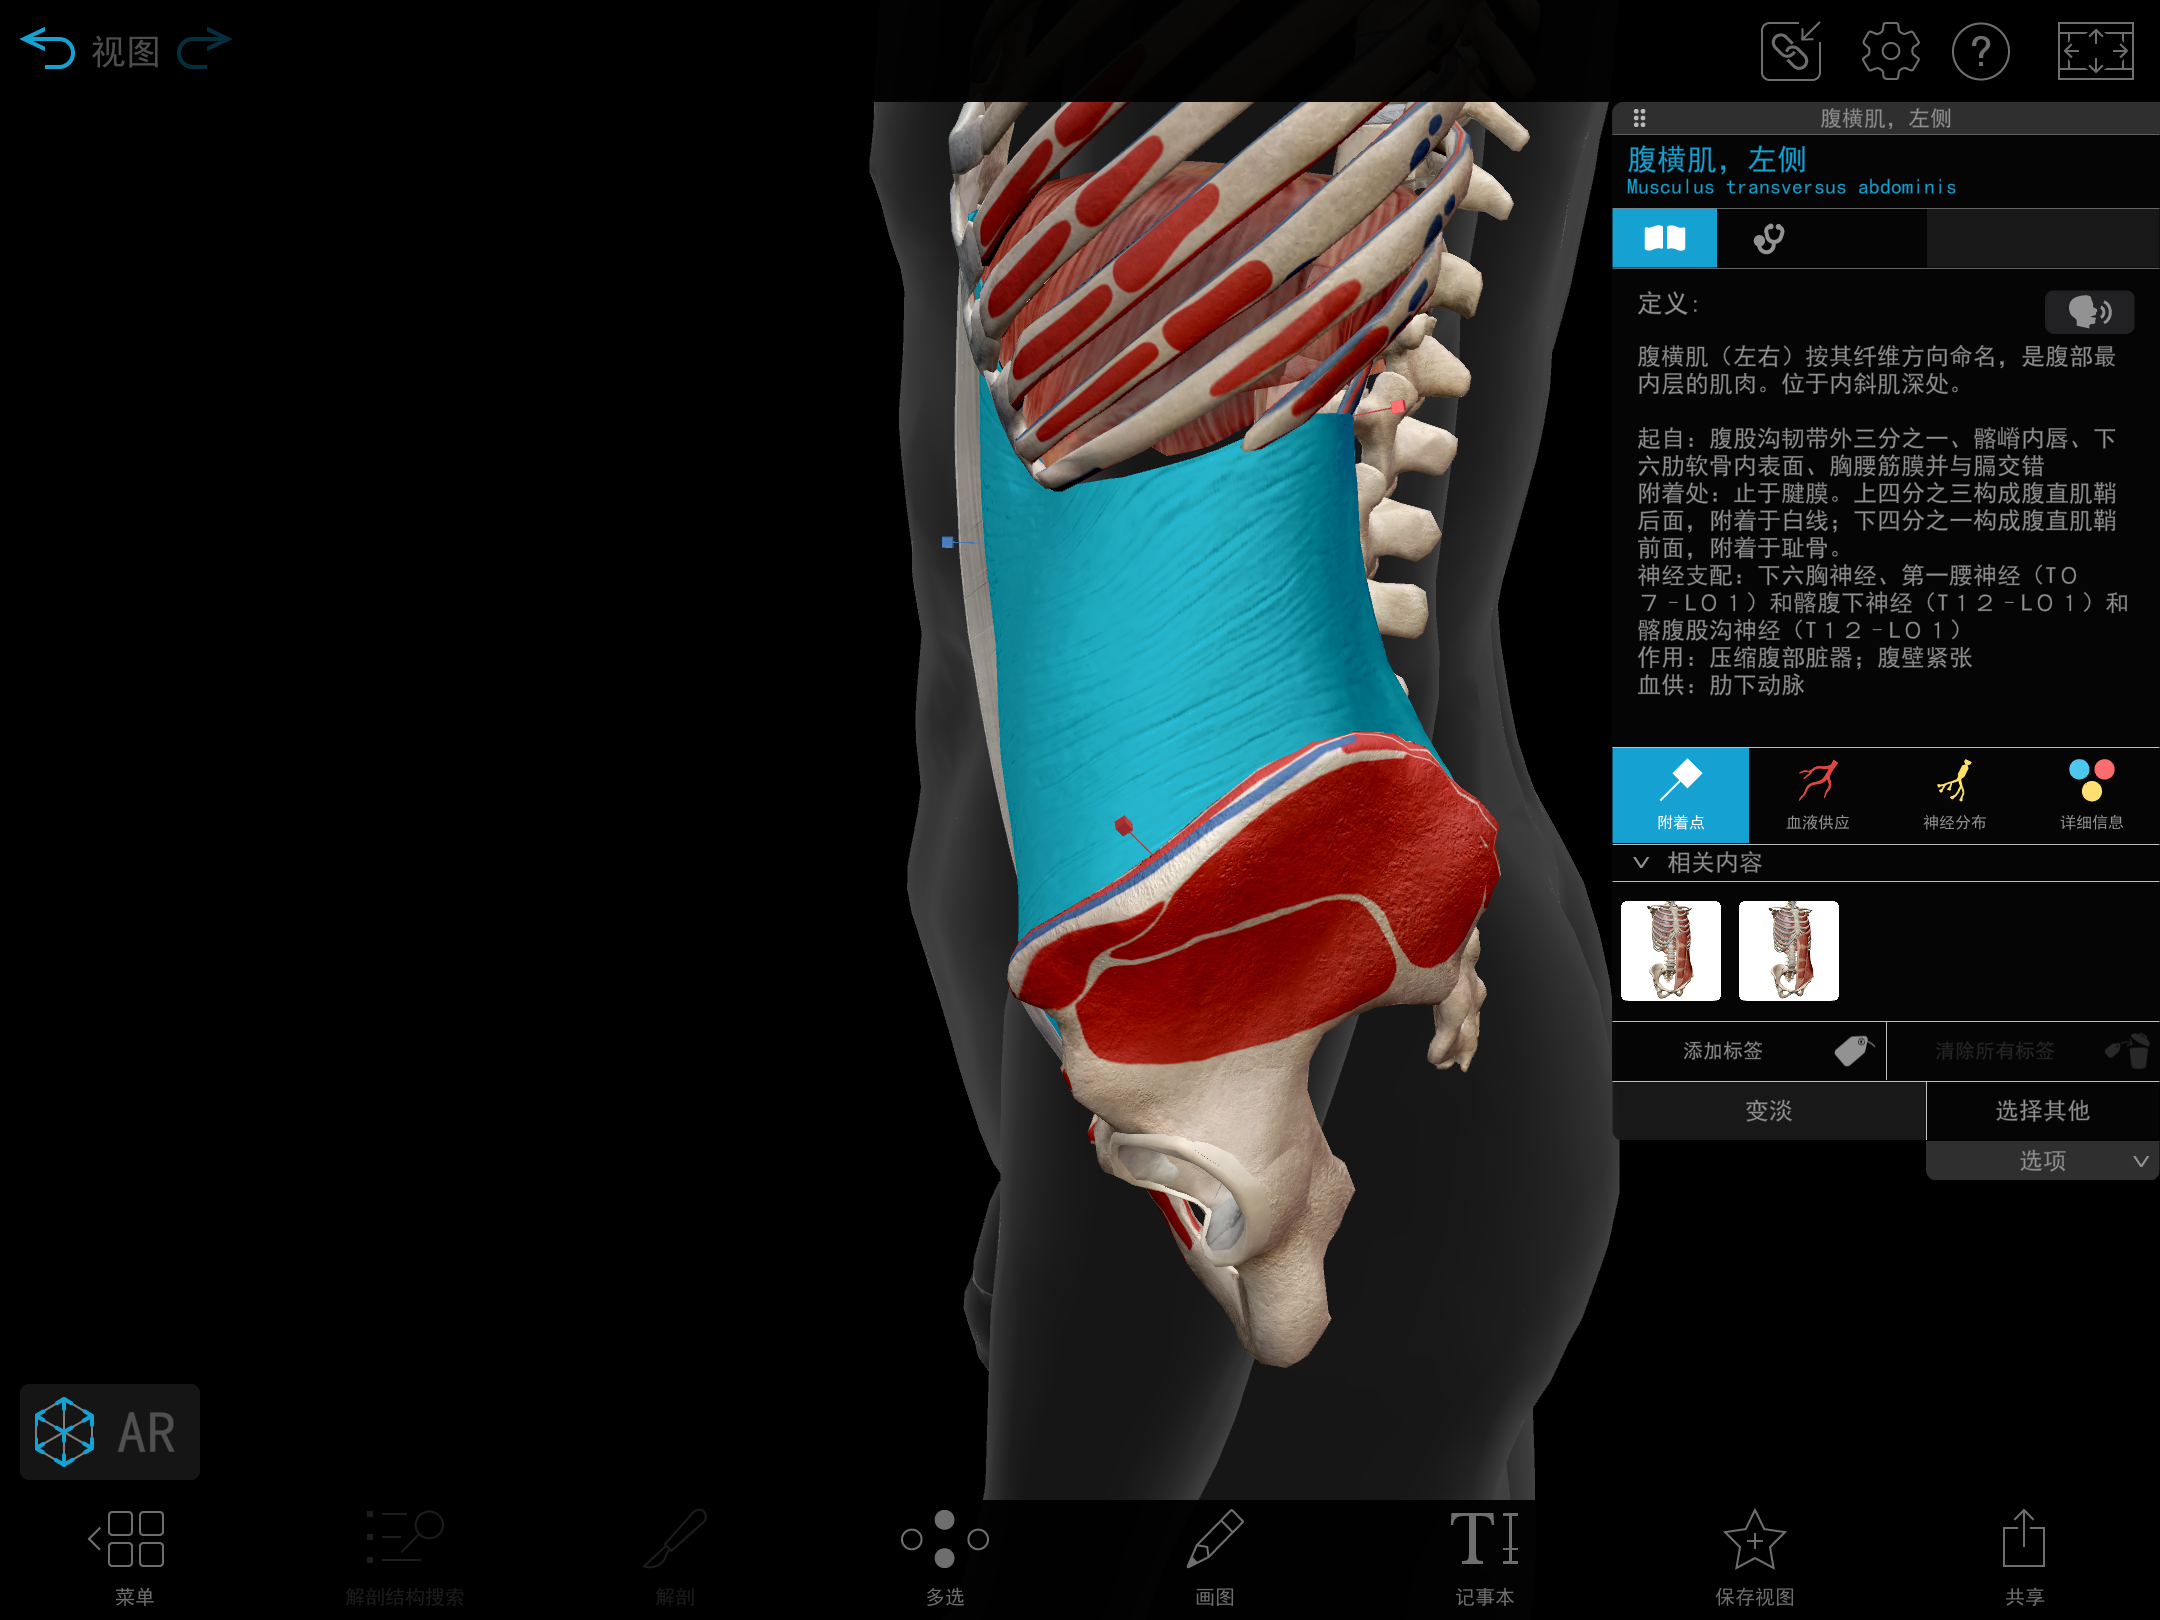 视图
腹横肌，左侧
腹横肌，左侧
Musculus transversus abdominis
定义：
腹横肌（左右）按其纤维方向命名，是腹部最
内层的肌肉。位于内斜肌深处。
起自：腹股沟韧带外三分之一、髂嵴内唇、下
六肋软骨内表面、胸腰筋膜并与膈交错
附着处：止于腱膜。上四分之三构成腹直肌鞘
后面，附着于白线；下四分之一构成腹直肌鞘
前面，附着于耻骨。
神经支配：下六胸神经、第一腰神经（T0
7-L01）和髂腹下神经（T12-L01）和
髂腹股沟神经（T12-L01）
作用：压缩腹部脏器；腹壁紧张
血供：肋下动脉
附着点
血液供应
神经分布
详细信息
相关内容
添加标签
清除所有标签
变淡
选择其他
选项
AR
菜单
解剖结构搜索
解剖
多选
画图
记事本
保存视图
共享